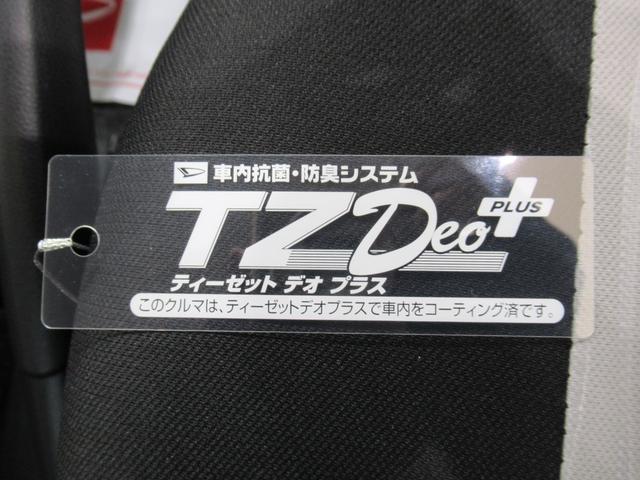 車内抗菌・防臭システム
TZ Deo PLUS
ティーゼット デオ プラス
このクルマは、ティーゼットデオプラスで車内をコーティング済です。